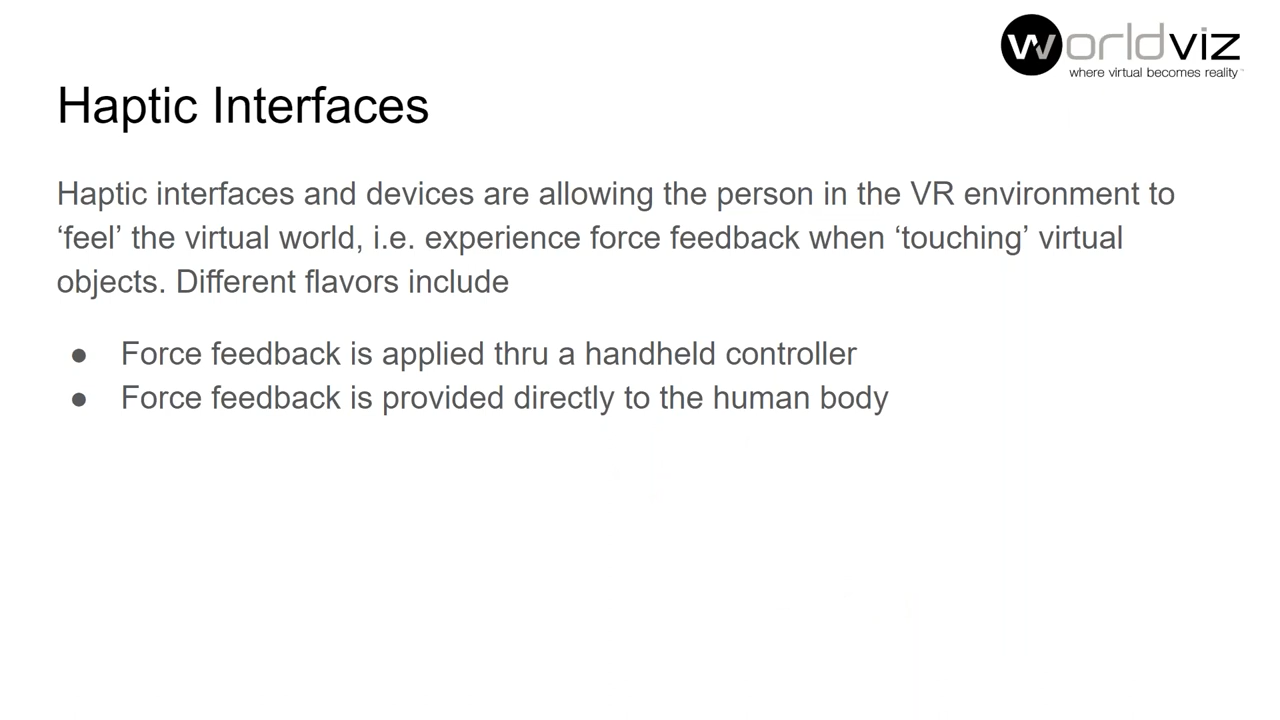 worldviz
where virtual becomes reality
Haptic Interfaces
Haptic interfaces and devices are allowing the person in the VR environment to
‘feel’ the virtual world, i.e. experience force feedback when ‘touching’ virtual
objects. Different flavors include
● Force feedback is applied thru a handheld controller
● Force feedback is provided directly to the human body